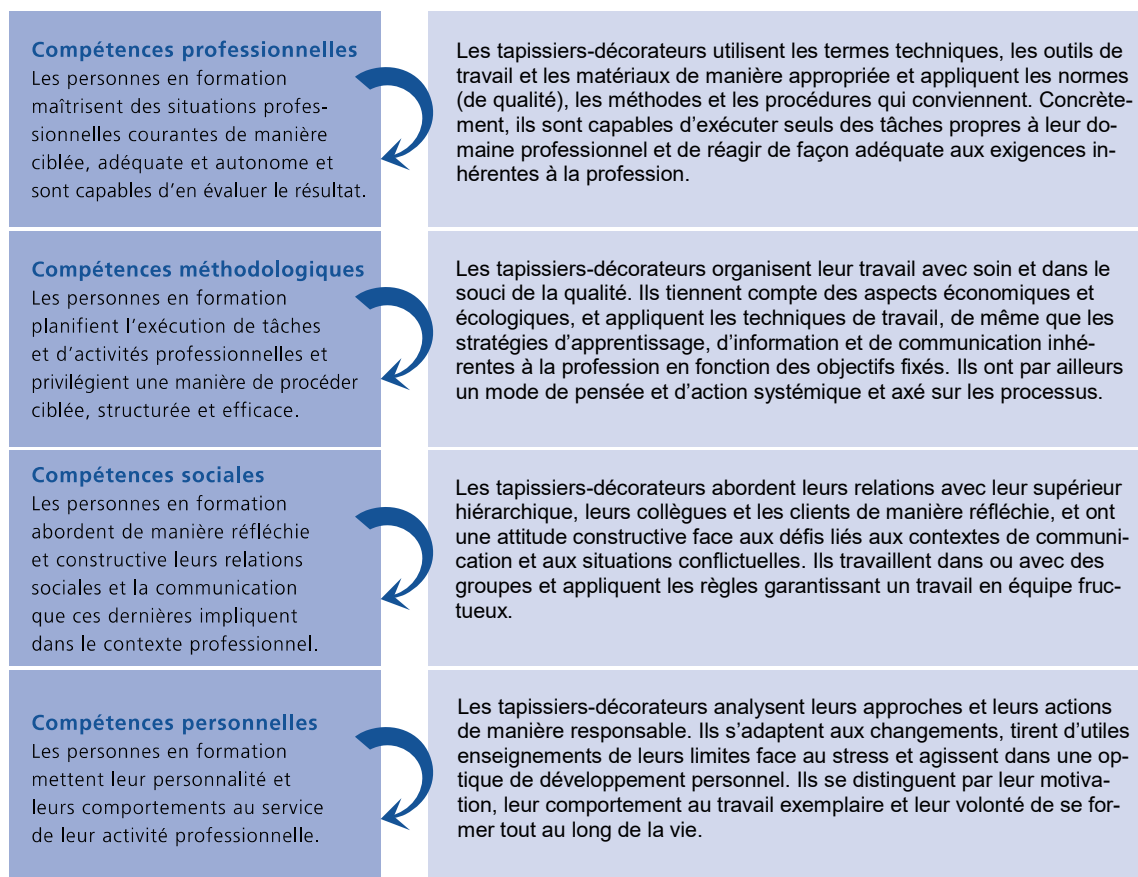 Compétences professionnelles
Les personnes en formation
maîtrisent des situations profes-
sionnelles courantes de manière
ciblée, adéquate et autonome et
sont capables d’en évaluer le résultat.
Les tapissiers-décorateurs utilisent les termes techniques, les outils de
travail et les matériaux de manière appropriée et appliquent les normes
(de qualité), les méthodes et les procédures qui conviennent. Concrète-
ment, ils sont capables d’exécuter seuls des tâches propres à leur do-
maine professionnel et de réagir de façon adéquate aux exigences in-
hérentes à la profession.
Compétences méthodologiques
Les personnes en formation
planifient l’exécution de tâches
et d’activités professionnelles et
privilégient une manière de procéder
ciblée, structurée et efficace.
Les tapissiers-décorateurs organisent leur travail avec soin et dans le
souci de la qualité. Ils tiennent compte des aspects économiques et
écologiques, et appliquent les techniques de travail, de même que les
stratégies d’apprentissage, d’information et de communication inhé-
rentes à la profession en fonction des objectifs fixés. Ils ont par ailleurs
un mode de pensée et d’action systémique et axé sur les processus.
Compétences sociales
Les personnes en formation
abordent de manière réfléchie
et constructive leurs relations
sociales et la communication
que ces dernières impliquent
dans le contexte professionnel.
Les tapissiers-décorateurs abordent leurs relations avec leur supérieur
hiérarchique, leurs collègues et les clients de manière réfléchie, et ont
une attitude constructive face aux défis liés aux contextes de communi-
cation et aux situations conflictuelles. Ils travaillent dans ou avec des
groupes et appliquent les règles garantissant un travail en équipe fruc-
tueux.
Compétences personnelles
Les personnes en formation
mettent leur personnalité et
leurs comportements au service
de leur activité professionnelle.
Les tapissiers-décorateurs analysent leurs approches et leurs actions
de manière responsable. Ils s’adaptent aux changements, tirent d’utiles
enseignements de leurs limites face au stress et agissent dans une op-
tique de développement personnel. Ils se distinguent par leur motiva-
tion, leur comportement au travail exemplaire et leur volonté de se for-
mer tout au long de la vie.